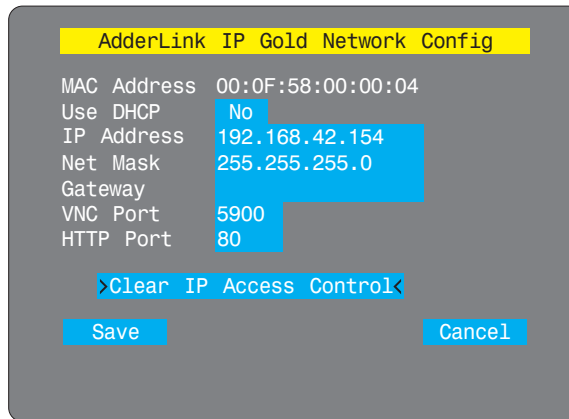 AdderLink IP Gold Network Config
MAC Address 00:0F:58:00:00:04
Use DHCP No
IP Address 192.168.42.154
Net Mask 255.255.255.0
Gateway
VNC Port 5900
HTTP Port 80
>Clear IP Access Control<
Save Cancel